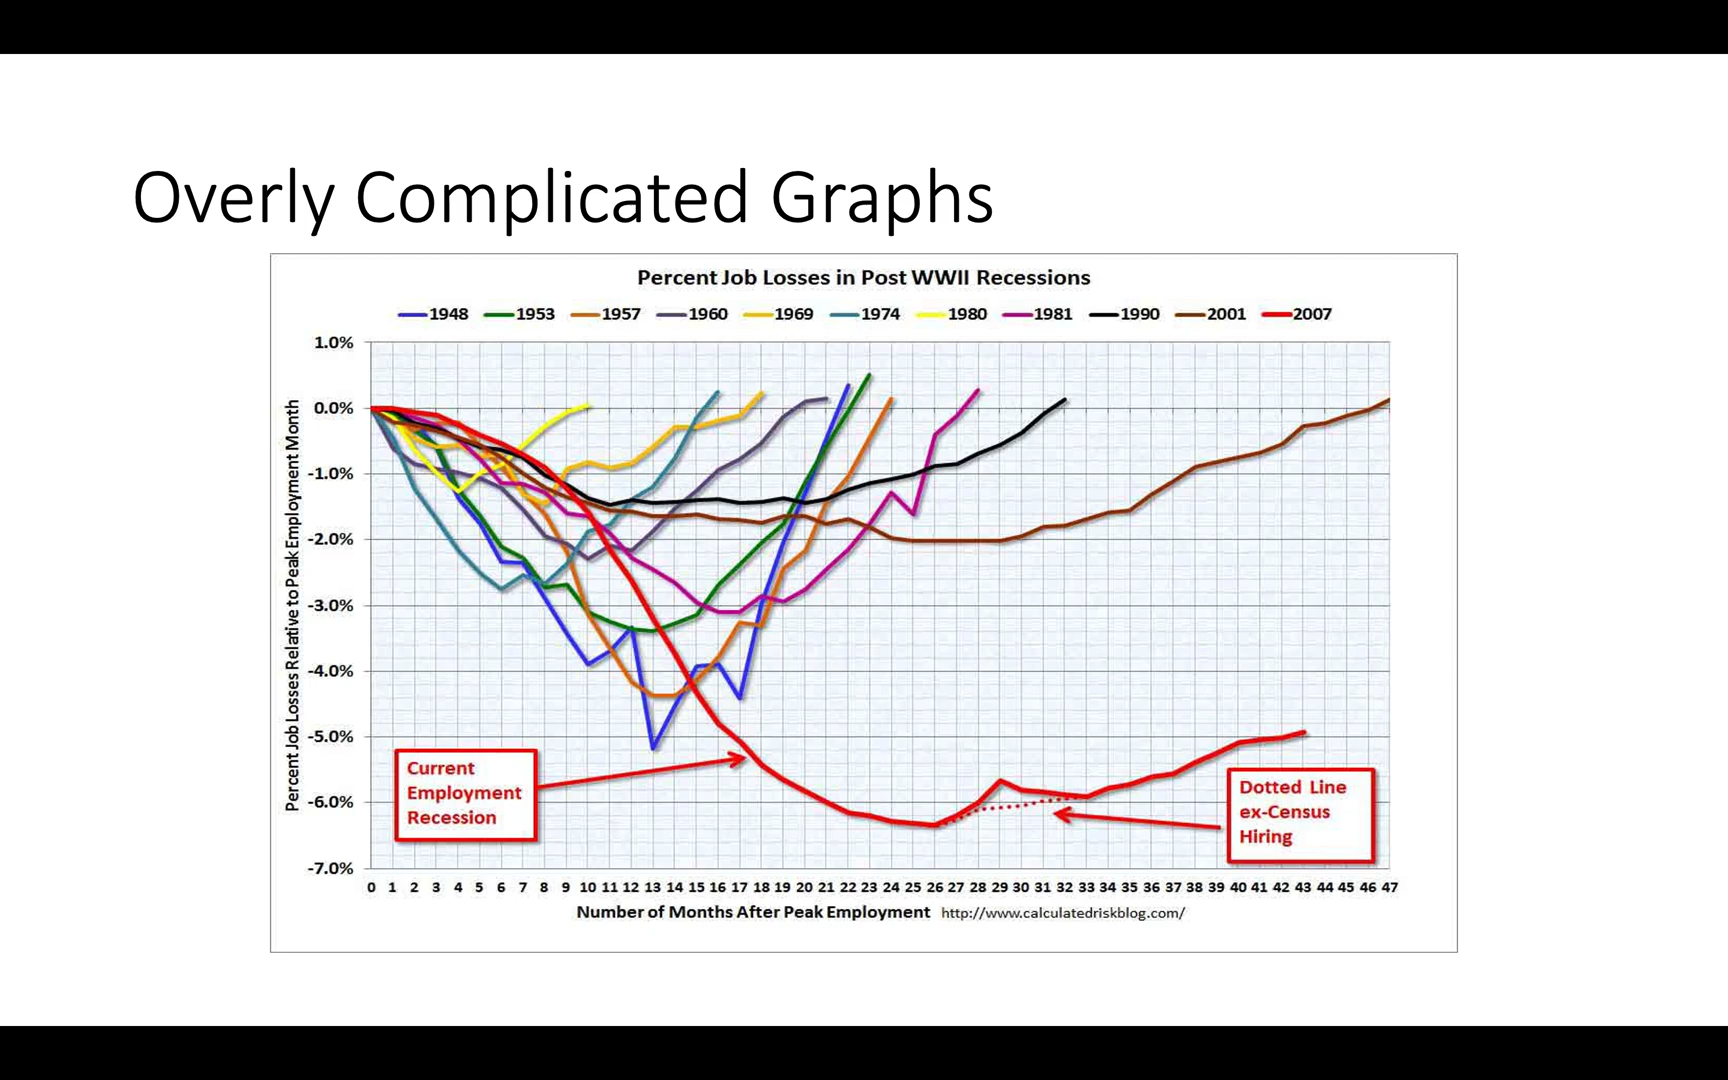 Overly Complicated Graphs
Percent Job Losses in Post WWII Recessions
1948 1953 1957 1960 1969 1974 1980 1981 1990 2001 2007
Percent Job Losses Relative to Peak Employment Month
1.0%
0.0%
-1.0%
-2.0%
-3.0%
-4.0%
-5.0%
-6.0%
-7.0%
Current
Employment
Recession
Dotted Line
ex-Census
Hiring
0 1 2 3 4 5 6 7 8 9 10 11 12 13 14 15 16 17 18 19 20 21 22 23 24 25 26 27 28 29 30 31 32 33 34 35 36 37 38 39 40 41 42 43 44 45 46 47
Number of Months After Peak Employment http://www.calculatedriskblog.com/